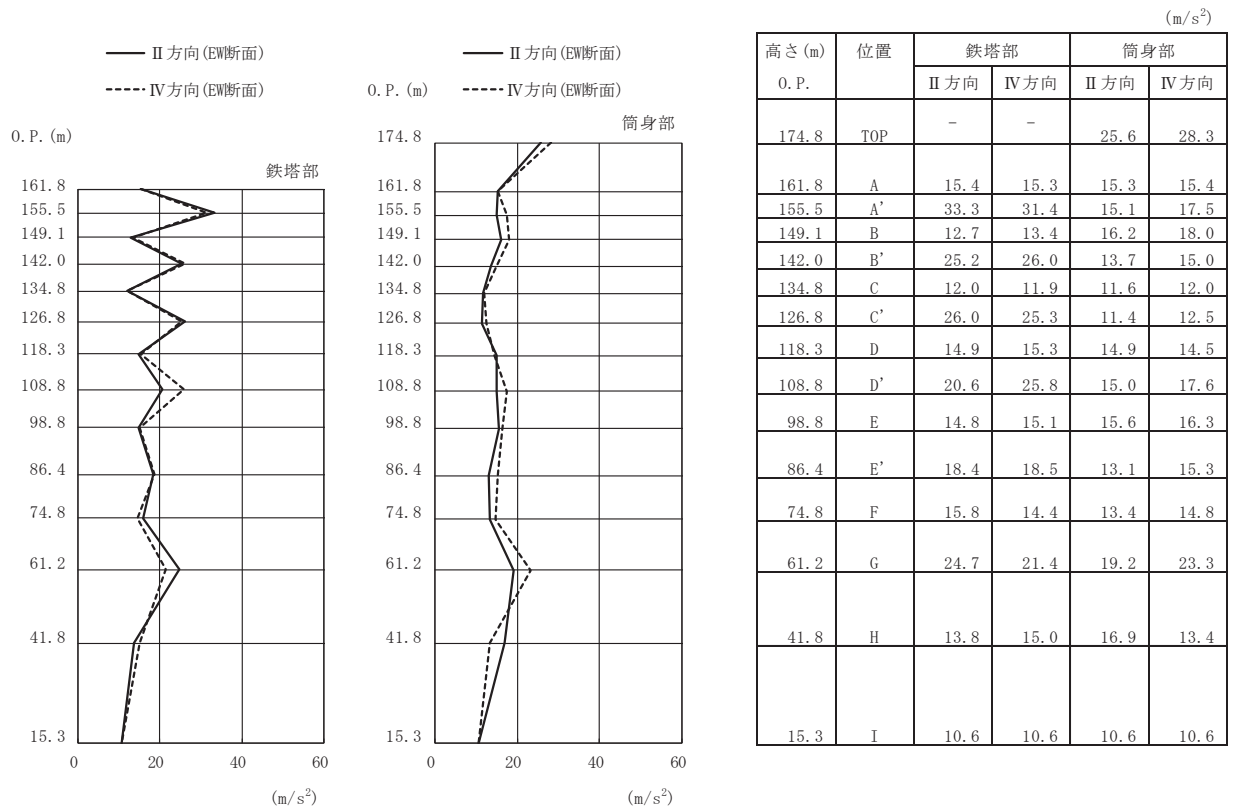 Ⅱ方向(EW断面)
Ⅳ方向(EW断面)
O.P.(m)
鉄塔部
161.8
155.5
149.1
142.0
134.8
126.8
118.3
108.8
98.8
86.4
74.8
61.2
41.8
15.3
0 20 40 60
(m/s²)
Ⅱ方向(EW断面)
Ⅳ方向(EW断面)
O.P.(m)
筒身部
174.8
161.8
155.5
149.1
142.0
134.8
126.8
118.3
108.8
98.8
86.4
74.8
61.2
41.8
15.3
0 20 40 60
(m/s²)
(m/s²)
高さ(m) 位置 鉄塔部 筒身部
O.P. Ⅱ方向 Ⅳ方向 Ⅱ方向 Ⅳ方向
174.8 TOP - - 25.6 28.3
161.8 A 15.4 15.3 15.3 15.4
155.5 A' 33.3 31.4 15.1 17.5
149.1 B 12.7 13.4 16.2 18.0
142.0 B' 25.2 26.0 13.7 15.0
134.8 C 12.0 11.9 11.6 12.0
126.8 C' 26.0 25.3 11.4 12.5
118.3 D 14.9 15.3 14.9 14.5
108.8 D' 20.6 25.8 15.0 17.6
98.8 E 14.8 15.1 15.6 16.3
86.4 E' 18.4 18.5 13.1 15.3
74.8 F 15.8 14.4 13.4 14.8
61.2 G 24.7 21.4 19.2 23.3
41.8 H 13.8 15.0 16.9 13.4
15.3 I 10.6 10.6 10.6 10.6